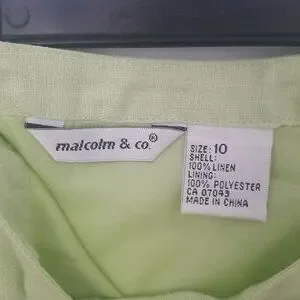 malcolm & co.®
SIZE: 10
SHELL:
100% LINEN
LINING:
100% POLYESTER
CA 07043
MADE IN CHINA